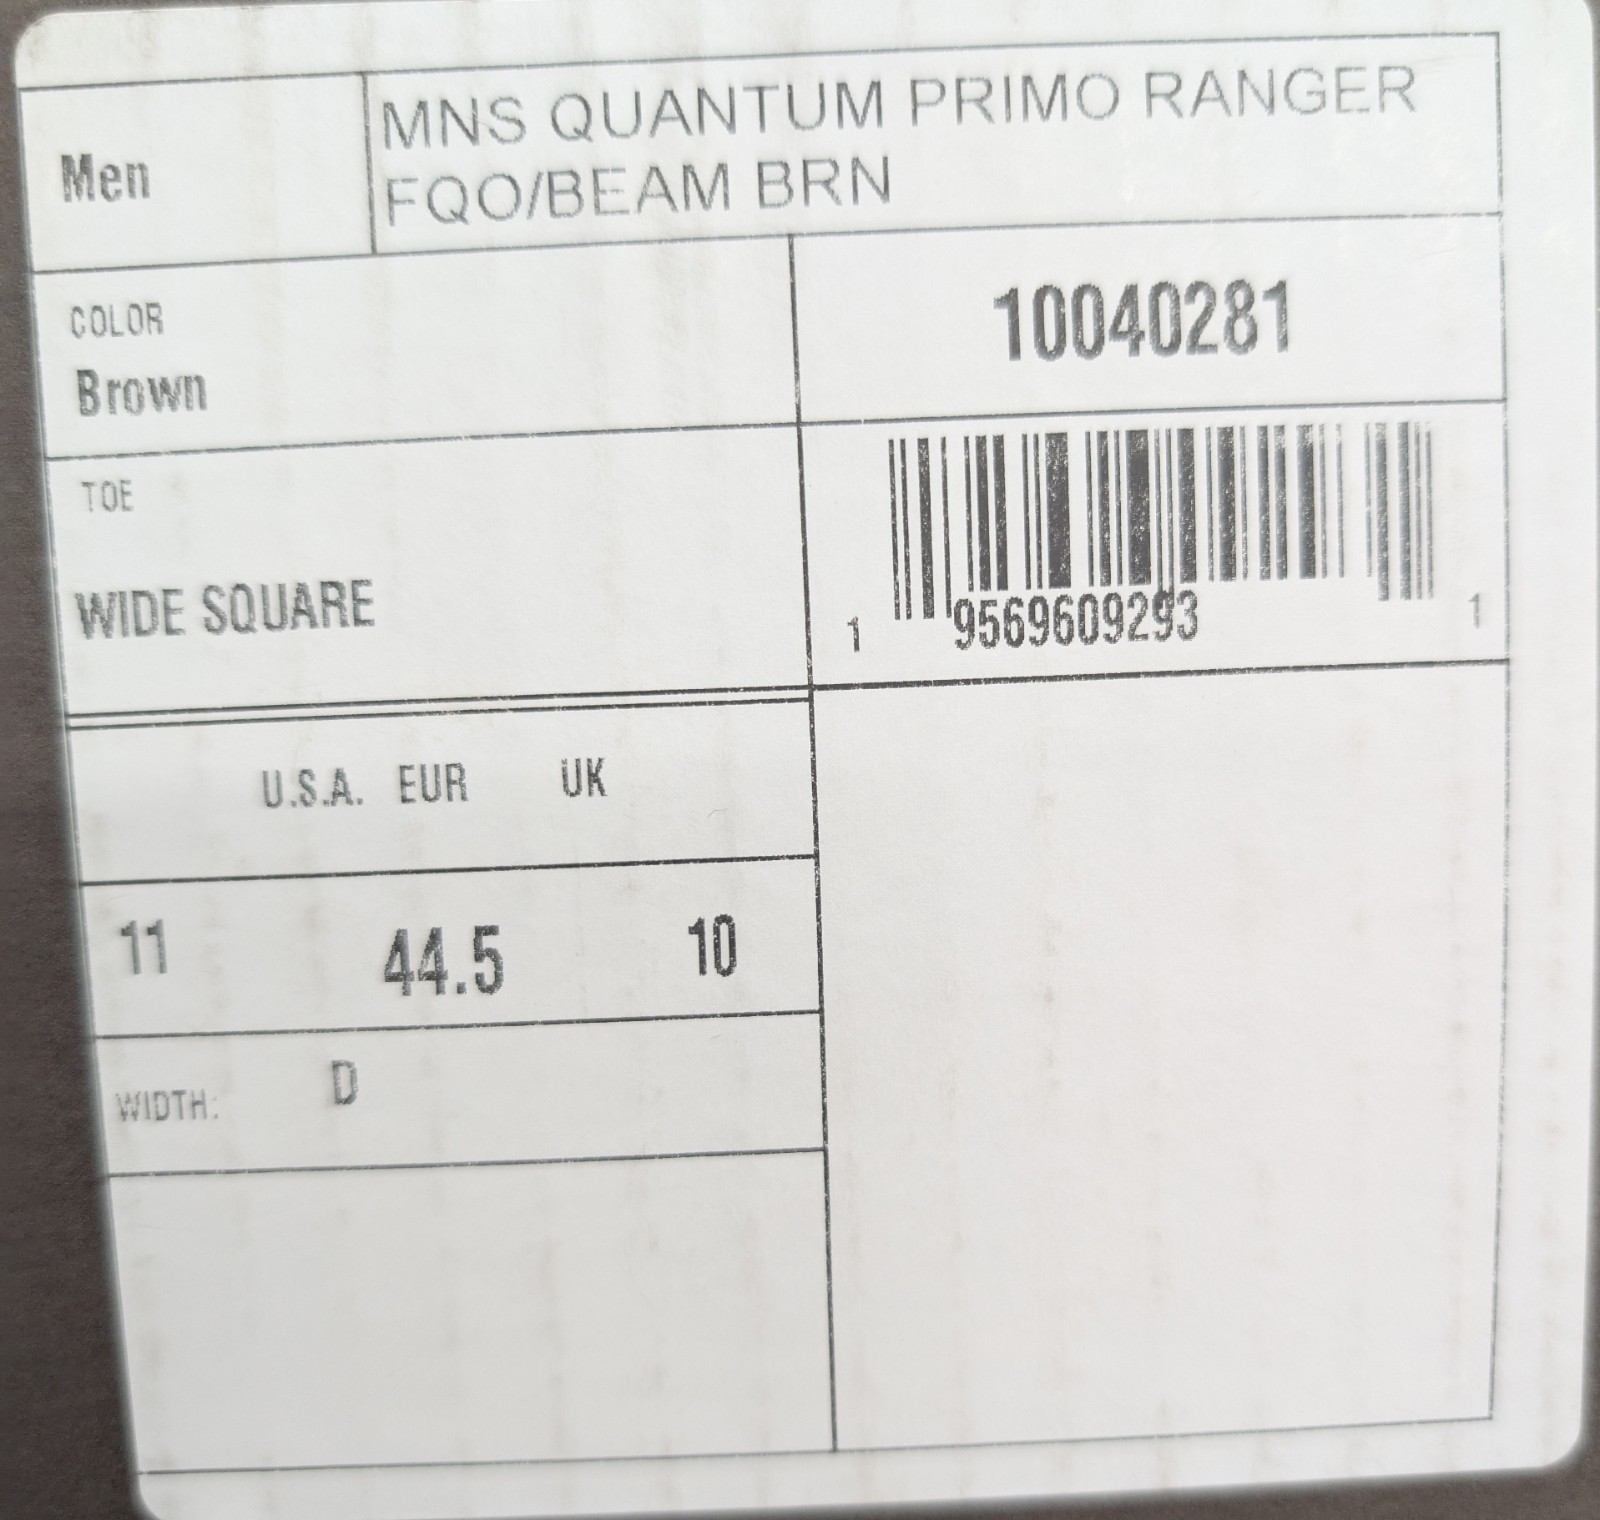 Men
MNS QUANTUM PRIMO RANGER
FQO/BEAM BRN
COLOR
Brown
10040281
TOE
WIDE SQUARE
1 9569609293 1
U.S.A. EUR UK
11 44.5 10
WIDTH: D